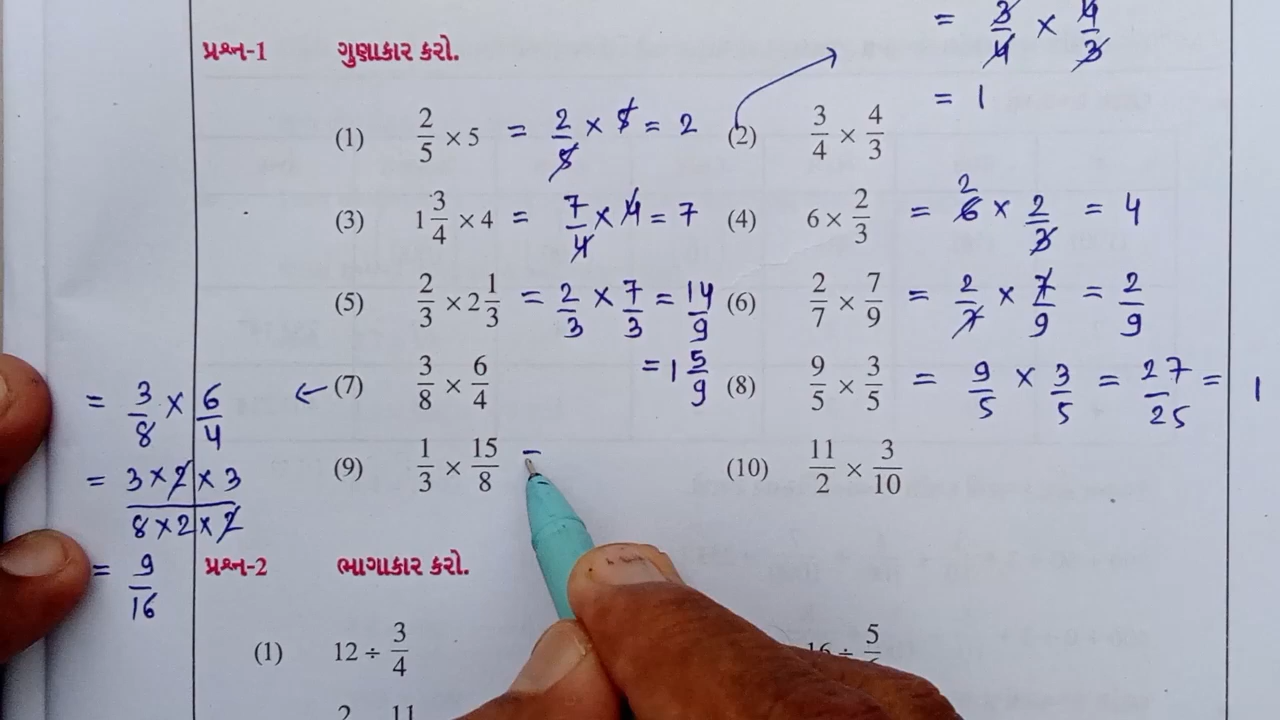 = 3/4 × 4/3
પ્રશ્ન-1 ગુણાકાર કરો.
= 1
(1) 2/5 × 5 = 2/5 × 5 = 2 (2) 3/4 × 4/3
(3) 1 3/4 × 4 = 7/4 × 4 = 7 (4) 6 × 2/3 = 6 2 × 2/3 = 4
(5) 2/3 × 2 1/3 = 2/3 × 7/3 = 14/9 (6) 2/7 × 7/9 = 2/7 × 7/9 = 2/9
= 1 5/9
(7) 3/8 × 6/4 (8) 9/5 × 3/5 = 9/5 × 3/5 = 27/25 = 1
= 3/8 × 6/4
(9) 1/3 × 15/8 = (10) 11/2 × 3/10
= 3 × 2 × 3 / 8 × 2 × 2
= 9/16
પ્રશ્ન-2 ભાગાકાર કરો.
(1) 12 ÷ 3/4 16 ÷ 5
2 11